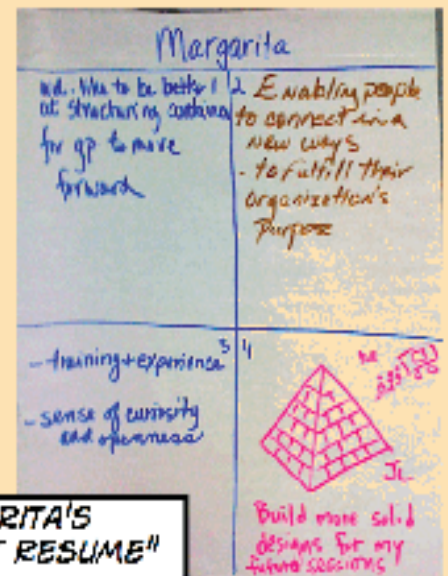 Margarita
like to be better 1
at structuring
for gp to move
forward
2 Enabling people
to connect in a
new ways
- to fulfill their
organization's
Purpose
3
- training + experience
- sense of curiosity
and openness
4
Build more solid
designs for my
future sessions
RITA'S
T RESUME"